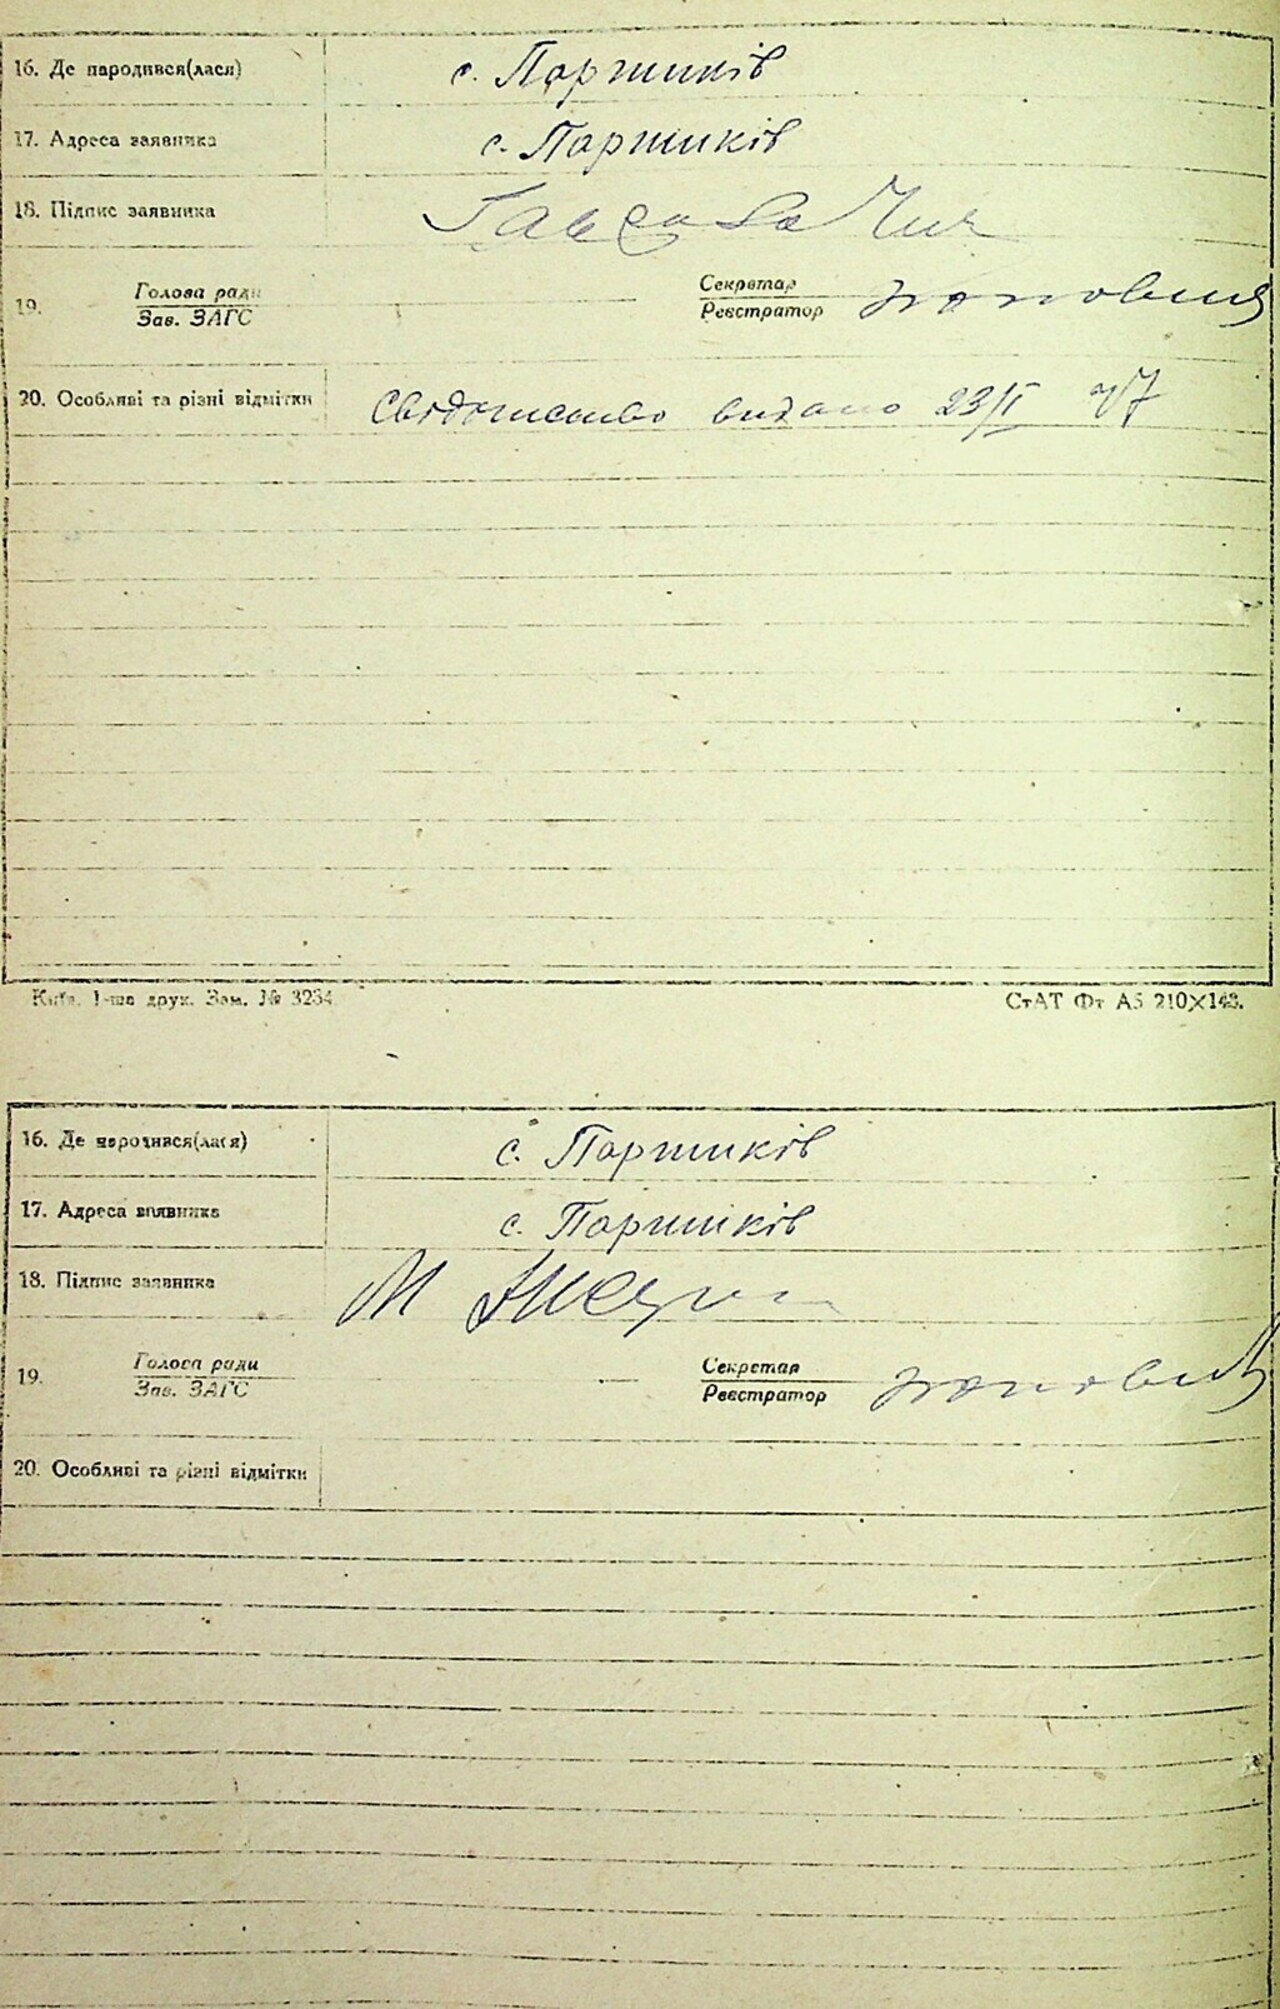 16. Де народився(лася) с. Паршиків
17. Адреса заявника с. Паршиків
18. Підпис заявника
19. Голова ради Секретар
Зав. ЗАГС Реєстратор
20. Особливі та різні відмітки Свідотство видано 23/I 47
Київ. 1-ша друк. Зам. № 3234 СтАТ Фт А5 210×148.
16. Де народився(лася) с. Паршиків
17. Адреса заявника с. Паршиків
18. Підпис заявника М
19. Голова ради Секретар
Зав. ЗАГС Реєстратор
20. Особливі та різні відмітки